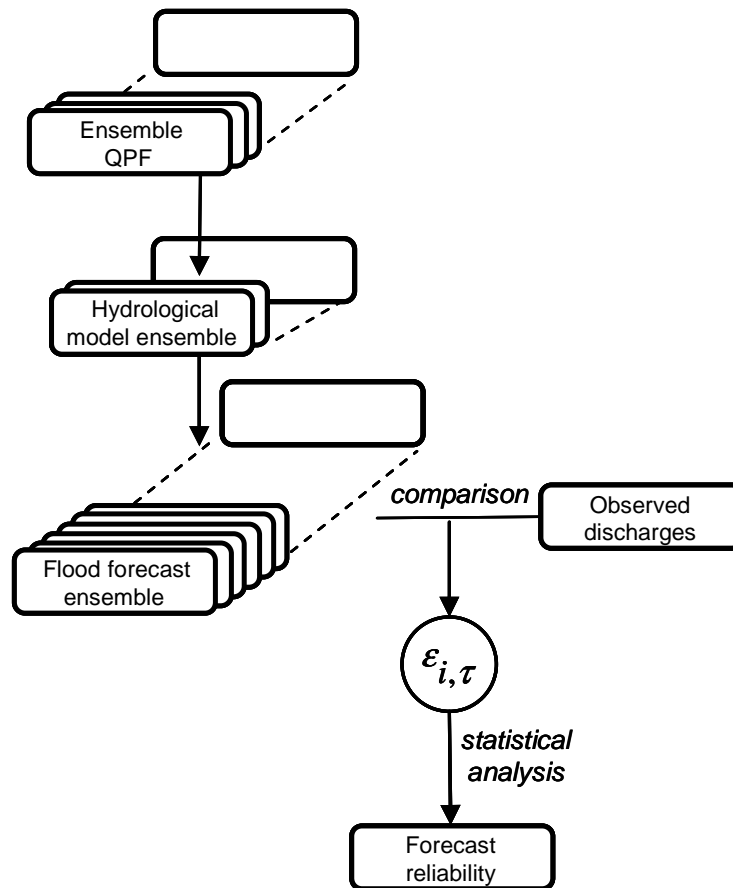 Ensemble
QPF
Hydrological
model ensemble
comparison
Observed
discharges
Flood forecast
ensemble
εi,τ
statistical
analysis
Forecast
reliability